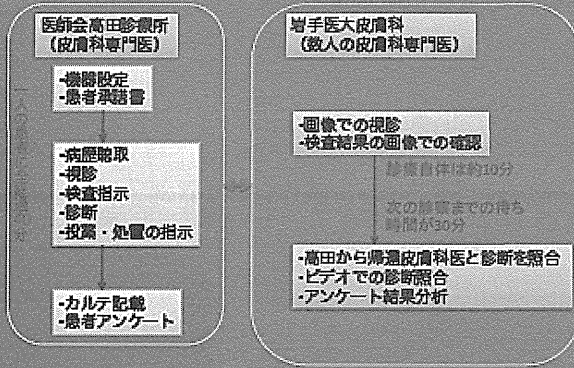 医師会高田診療所
(皮膚科専門医)
-機器設定
-患者承諾書
-病歴聴取
-視診
-検査指示
-診断
-投薬・処置の指示
-カルテ記載
-患者アンケート
岩手医大皮膚科
(数人の皮膚科専門医)
-画像での視診
-検査結果の画像での確認
診察自体は約10分
次の診察までの待ち
時間が30分
-高田から帰還皮膚科医と診断を照合
-ビデオでの診断照合
-アンケート結果分析